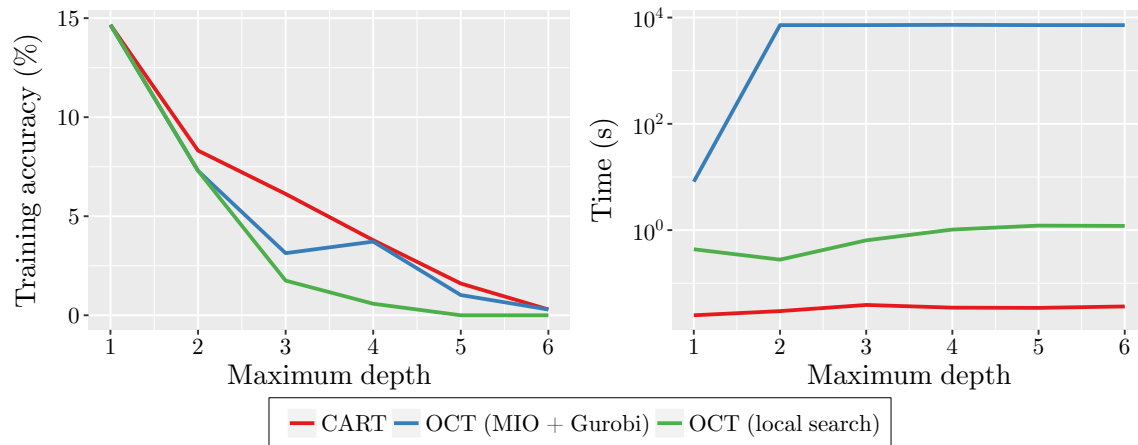 Training accuracy (%)
15
10
5
0
1 2 3 4 5 6
Maximum depth
Time (s)
10^4
10^2
10^0
1 2 3 4 5 6
Maximum depth
CART OCT (MIO + Gurobi) OCT (local search)